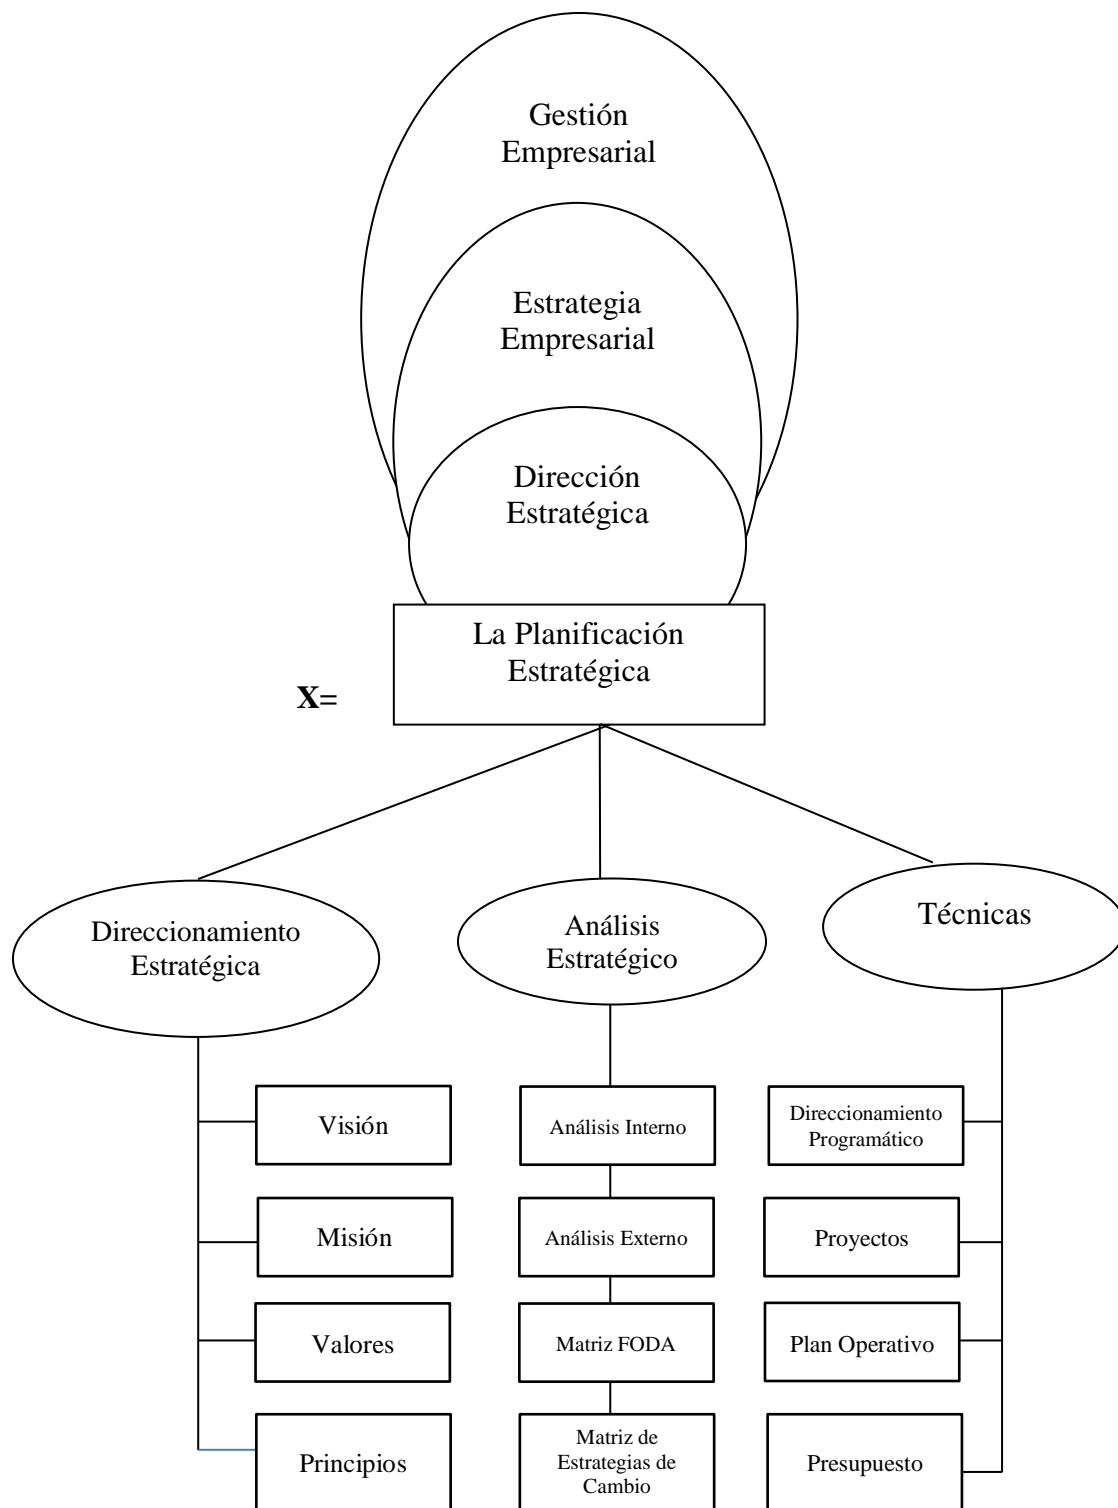 Gestión
Empresarial
Estrategia
Empresarial
Dirección
Estratégica
La Planificación
Estratégica
X=
Direccionamiento
Estratégica
Análisis
Estratégico
Técnicas
Visión
Análisis Interno
Direccionamiento
Programático
Misión
Análisis Externo
Proyectos
Valores
Matriz FODA
Plan Operativo
Principios
Matriz de
Estrategias de
Cambio
Presupuesto